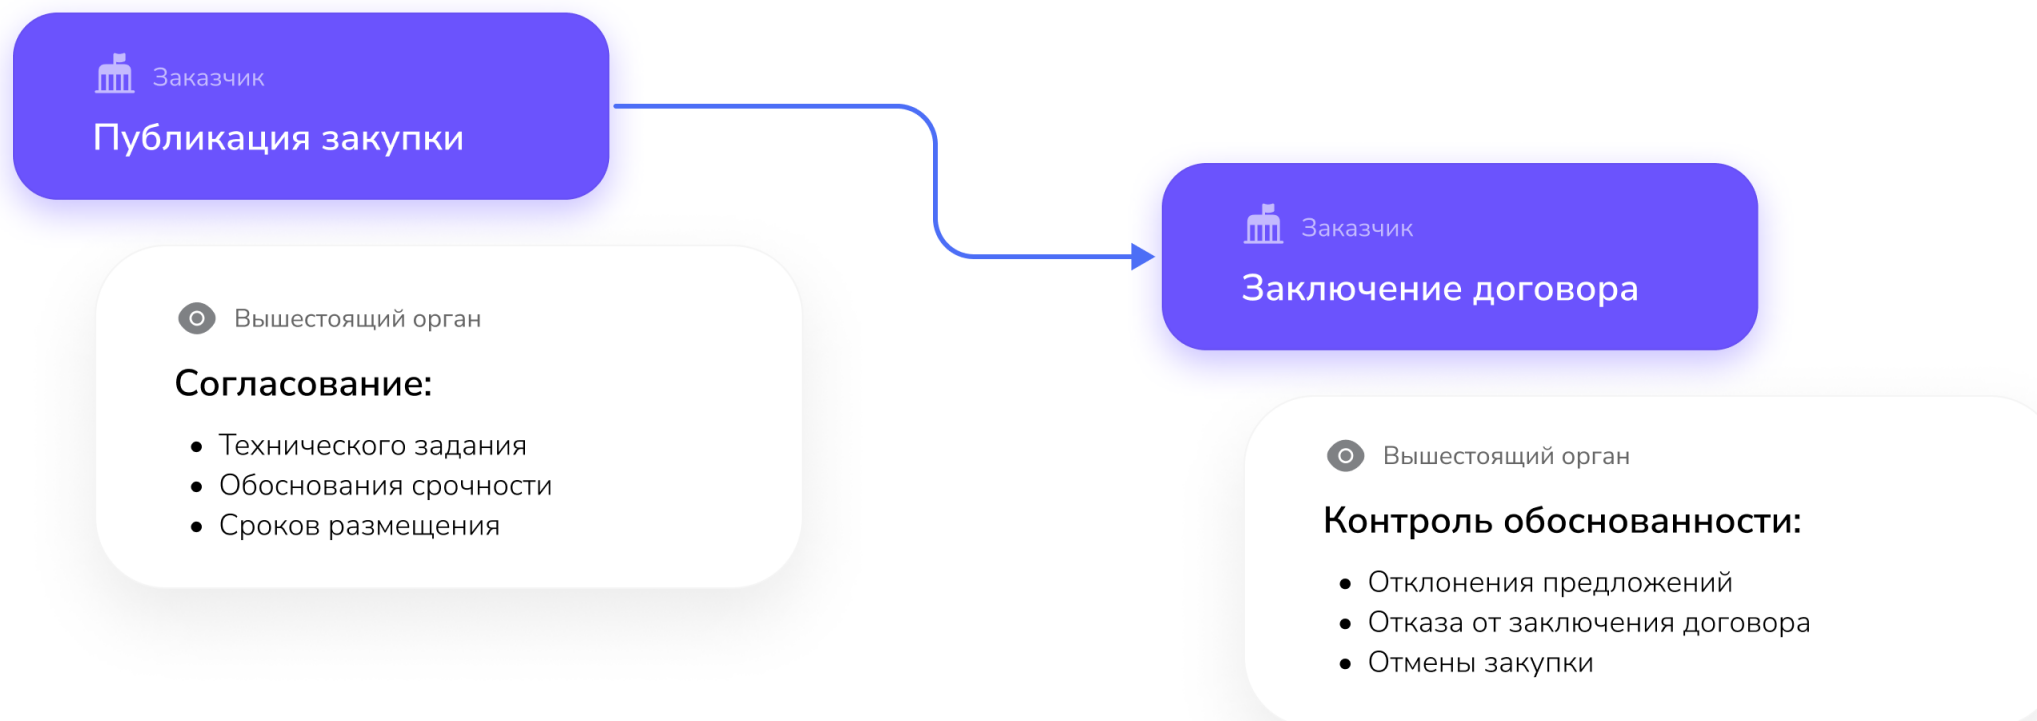 Заказчик
Публикация закупки
Вышестоящий орган
Согласование:
• Технического задания
• Обоснования срочности
• Сроков размещения
Заказчик
Заключение договора
Вышестоящий орган
Контроль обоснованности:
• Отклонения предложений
• Отказа от заключения договора
• Отмены закупки